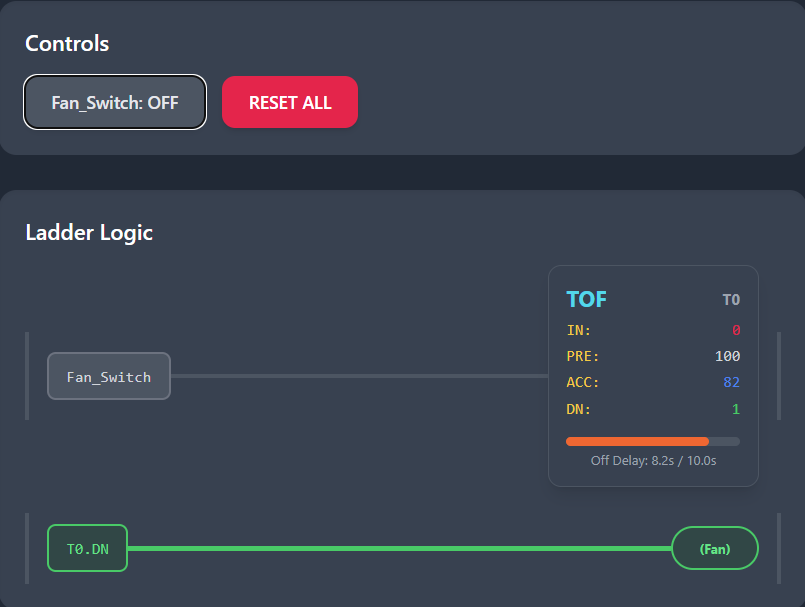 Controls
Fan_Switch: OFF RESET ALL
Ladder Logic
TOF T0
IN: 0
PRE: 100
Fan_Switch
ACC: 82
DN: 1
Off Delay: 8.2s / 10.0s
T0.DN (Fan)